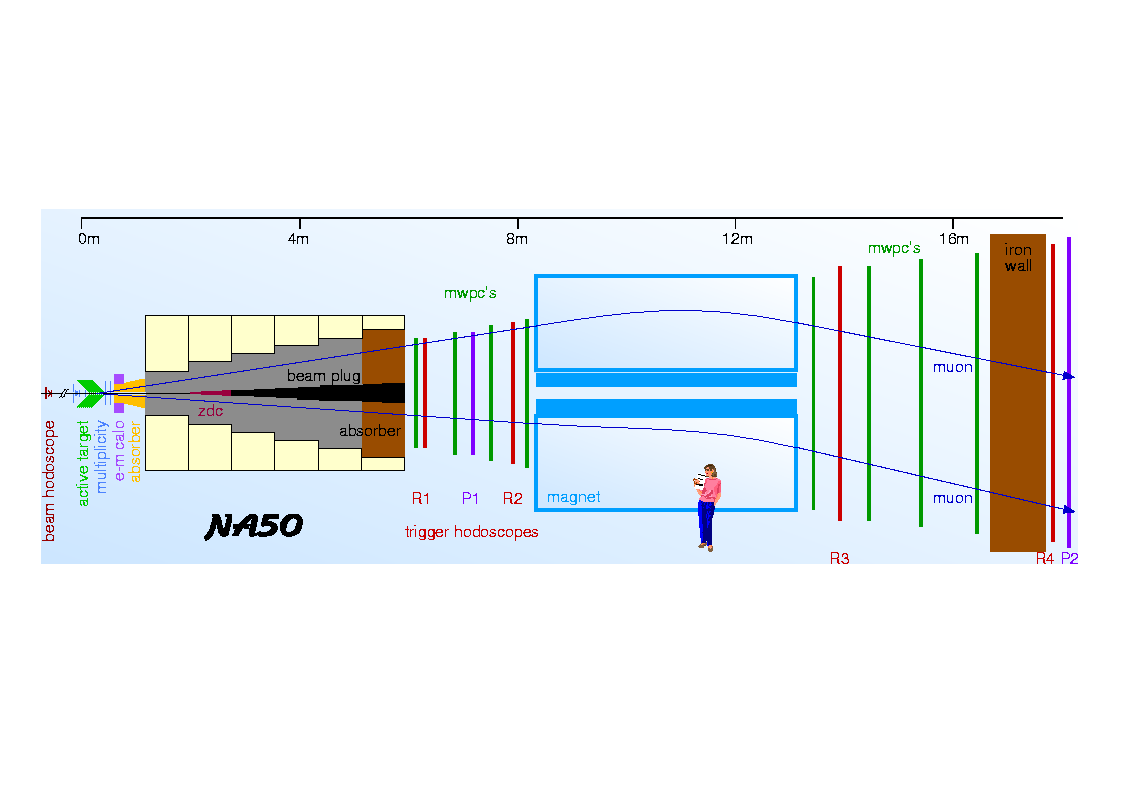 0m
4m
8m
12m
16m
iron
wall
mwpc's
mwpc's
muon
beam plug
zdc
absorber
beam hodoscope
active target
multiplicity
e-m calo
absorber
R1
P1
R2
magnet
muon
NA50
trigger hodoscopes
R3
R4
P2